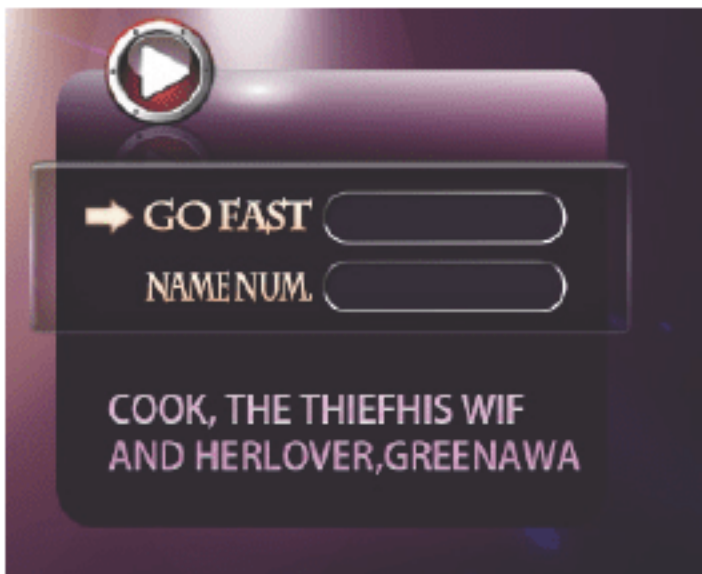 GO FAST
NAME NUM.
COOK, THE THIEFHIS WIF
AND HERLOVER,GREENAWA